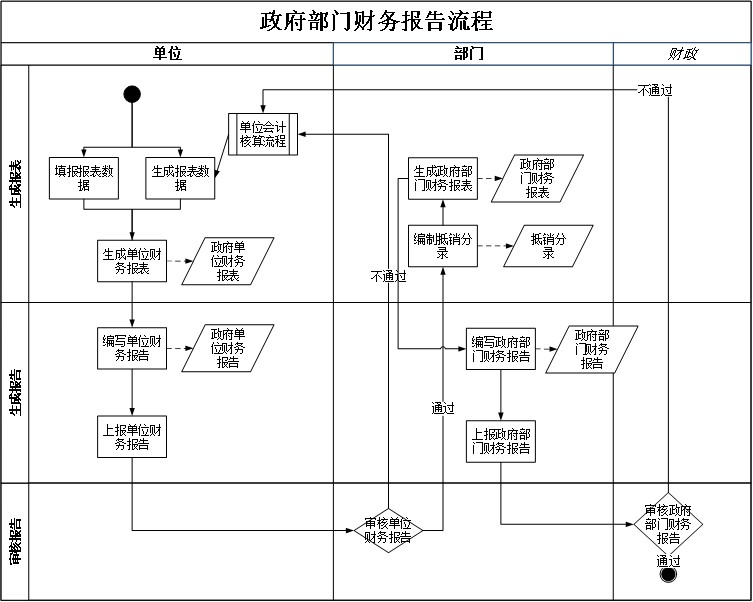 政府部门财务报告流程
单位
部门
财政
生成报表
不通过
单位会计
核算流程
填报报表数
据
生成报表数
据
生成政府部
门财务报表
政府部
门财务
报表
编制抵销分
录
抵销分
录
生成单位财
务报表
政府单
位财务
报表
不通过
生成报告
编写单位财
务报告
政府单
位财务
报告
编写政府部
门财务报告
政府部
门财务
报告
通过
上报单位财
务报告
上报政府部
门财务报告
审核报告
审核单位
财务报告
审核政府
部门财务
报告
通过